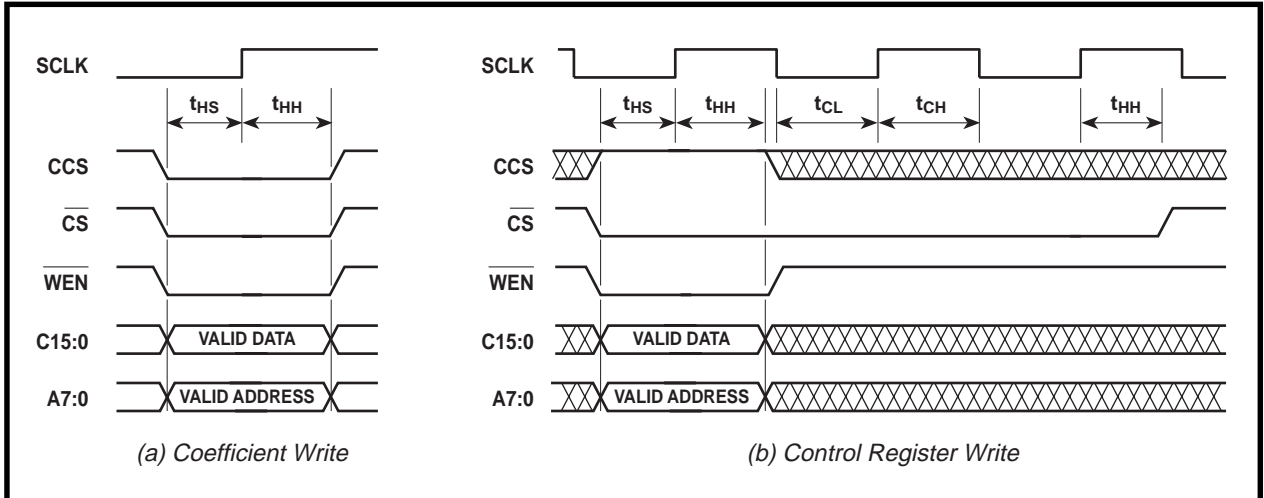 SCLK
tHS
tHH
CCS
CS
WEN
C15:0
VALID DATA
A7:0
VALID ADDRESS
(a) Coefficient Write
SCLK
tHS
tHH
tCL
tCH
tHH
CCS
CS
WEN
C15:0
VALID DATA
A7:0
VALID ADDRESS
(b) Control Register Write